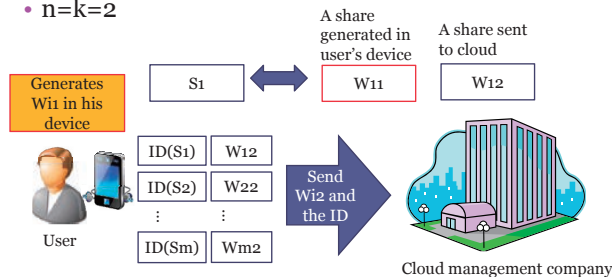 • n=k=2
A share
generated in
user's device
A share sent
to cloud
Generates
Wi1 in his
device
S1
W11
W12
ID(S1) W12
ID(S2) W22
⋮ ⋮
ID(Sm) Wm2
Send
Wi2 and
the ID
User
Cloud management company